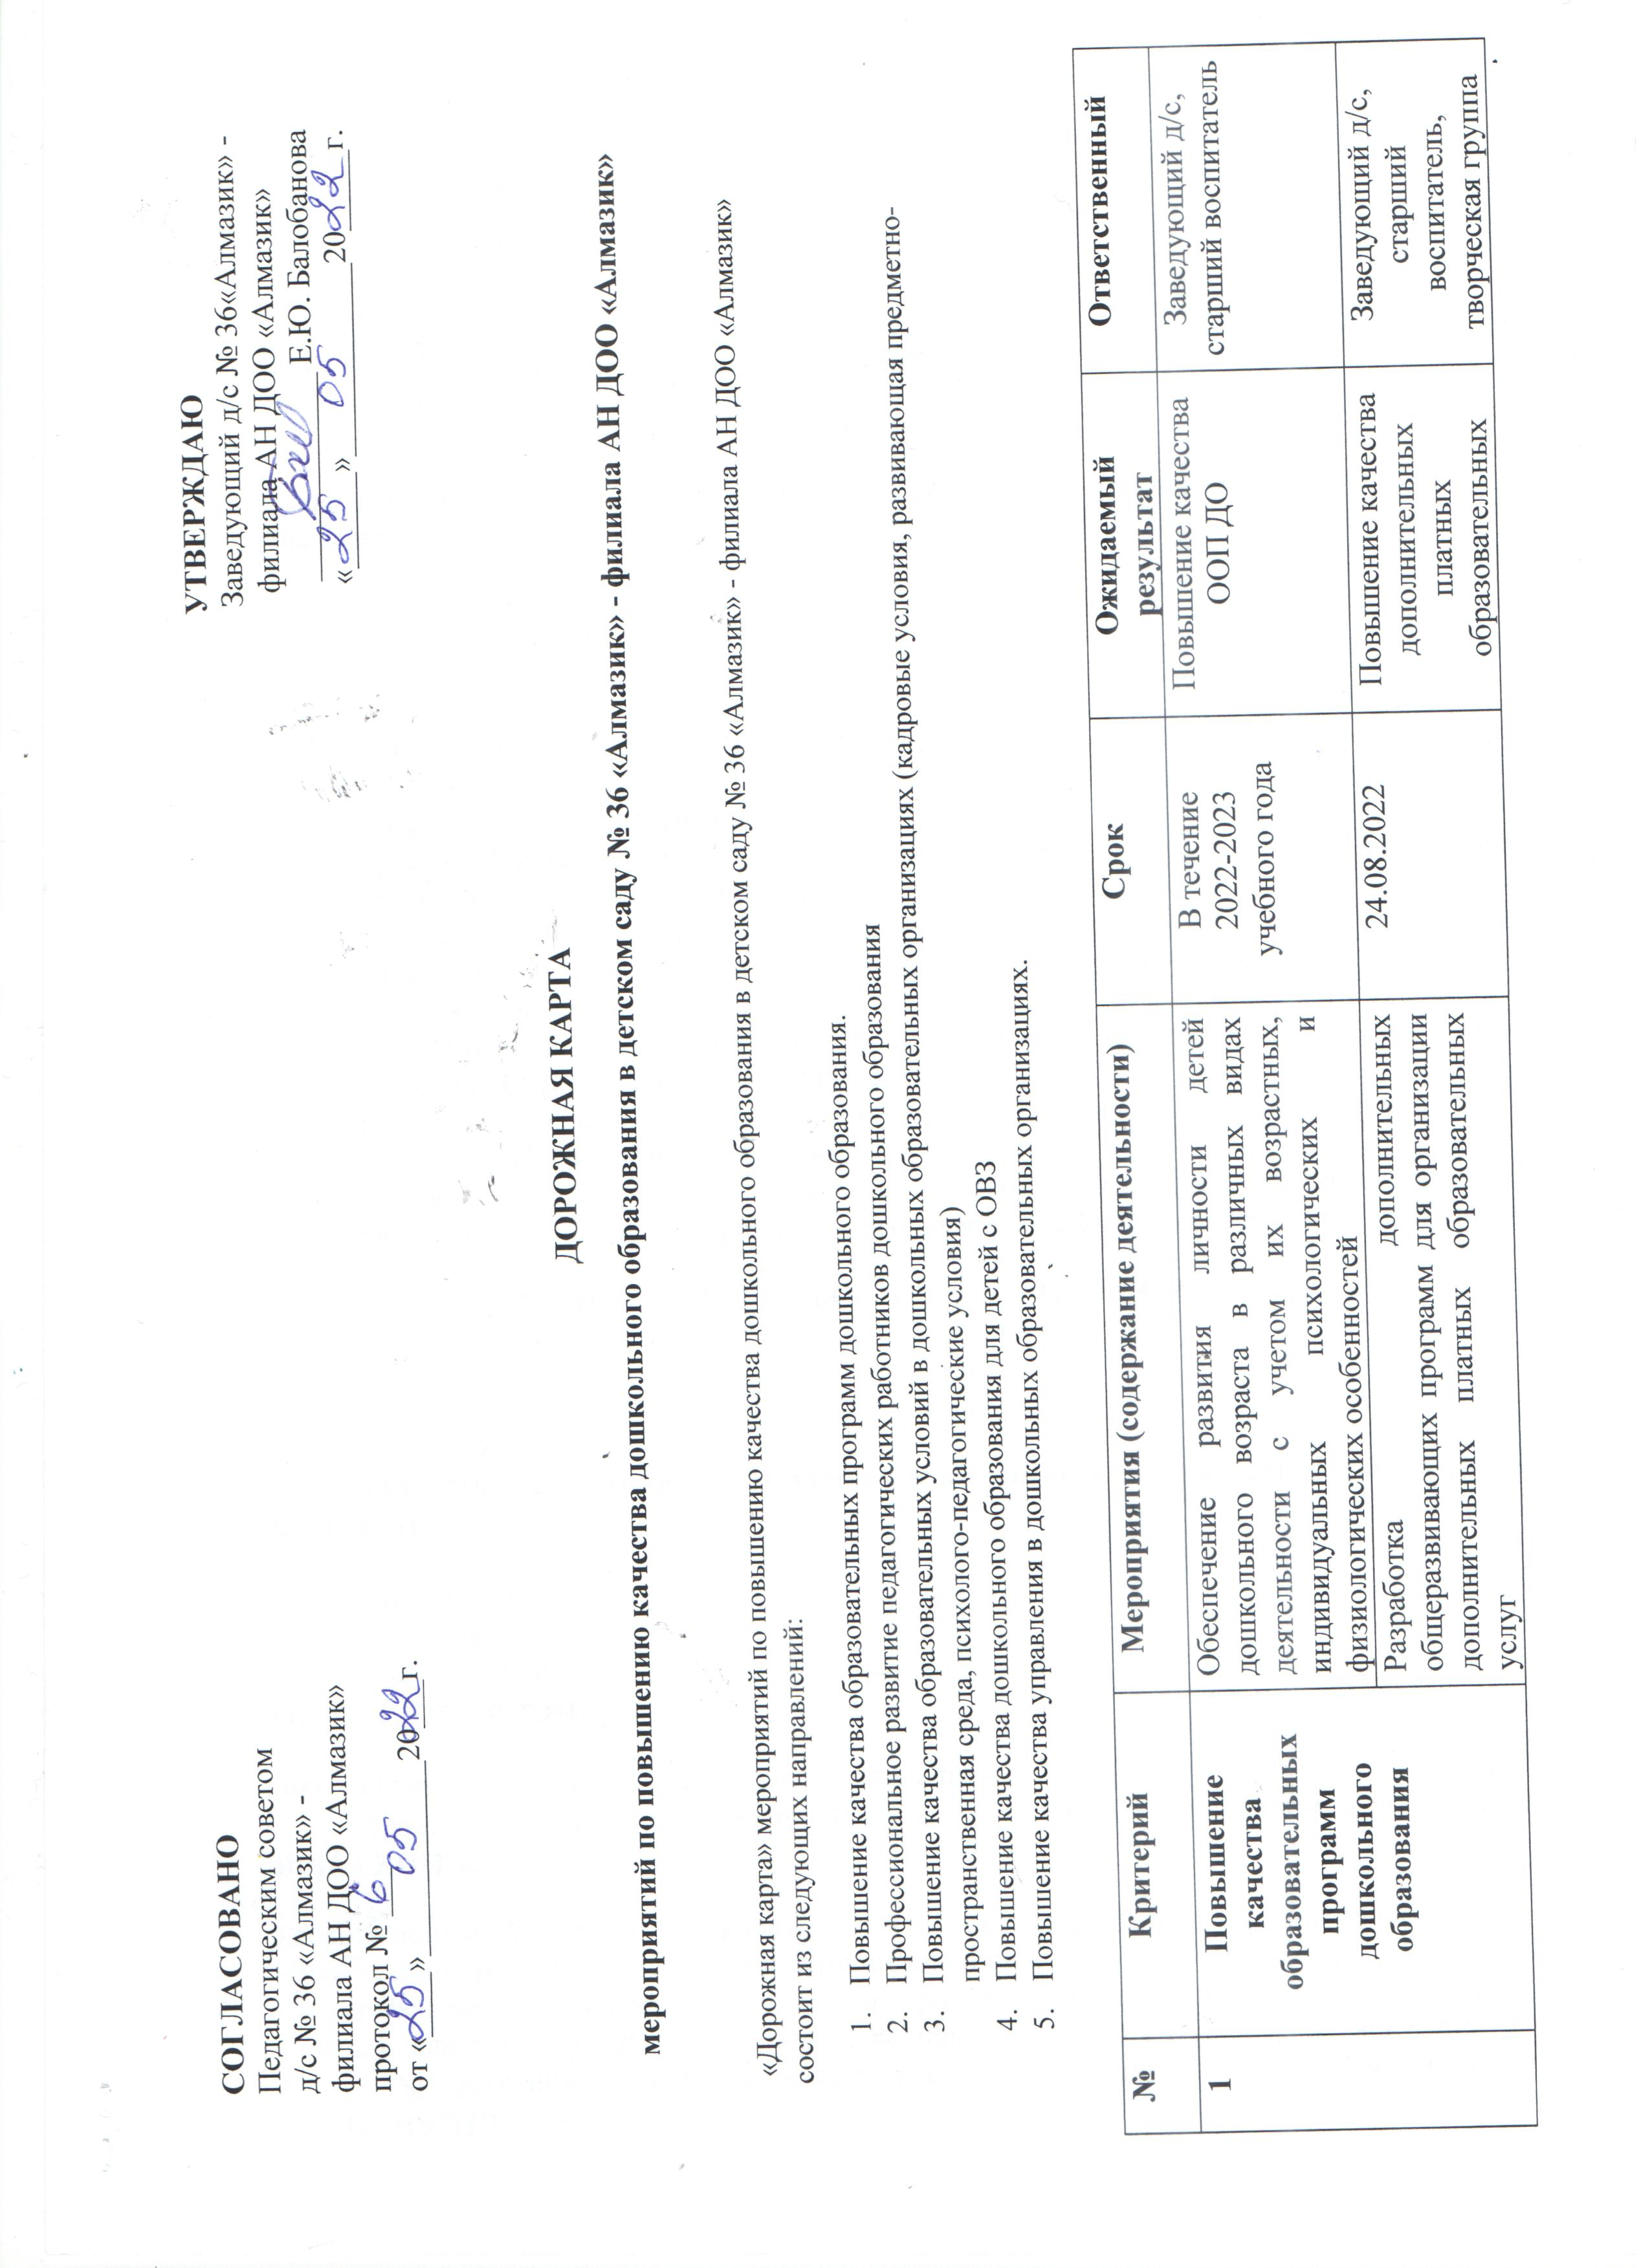 СОГЛАСОВАНО
Педагогическим советом
д/с № 36 «Алмазик» -
филиала АН ДОО «Алмазик»
протокол № 6
от «25» 05 2022 г.
УТВЕРЖДАЮ
Заведующий д/с № 36«Алмазик» -
филиала АН ДОО «Алмазик»
Е.Ю. Балобанова
«25» 05 2022 г.
ДОРОЖНАЯ КАРТА
мероприятий по повышению качества дошкольного образования в детском саду № 36 «Алмазик» - филиала АН ДОО «Алмазик»
«Дорожная карта» мероприятий по повышению качества дошкольного образования в детском саду № 36 «Алмазик» - филиала АН ДОО «Алмазик»
состоит из следующих направлений:
1. Повышение качества образовательных программ дошкольного образования.
2. Профессиональное развитие педагогических работников дошкольного образования
3. Повышение качества образовательных условий в дошкольных образовательных организациях (кадровые условия, развивающая предметно-
пространственная среда, психолого-педагогические условия)
4. Повышение качества дошкольного образования для детей с ОВЗ
5. Повышение качества управления в дошкольных образовательных организациях.
№
Критерий
Мероприятия (содержание деятельности)
Срок
Ожидаемый
результат
Ответственный
1
Повышение
качества
образовательных
программ
дошкольного
образования
Обеспечение развития личности детей
дошкольного возраста в различных видах
деятельности с учетом их возрастных,
индивидуальных психологических и
физиологических особенностей
В течение
2022-2023
учебного года
Повышение качества
ООП ДО
Заведующий д/с,
старший воспитатель
Разработка дополнительных
общеразвивающих программ для организации
дополнительных платных образовательных
услуг
24.08.2022
Повышение качества
дополнительных
платных
образовательных
Заведующий д/с,
старший
воспитатель,
творческая группа